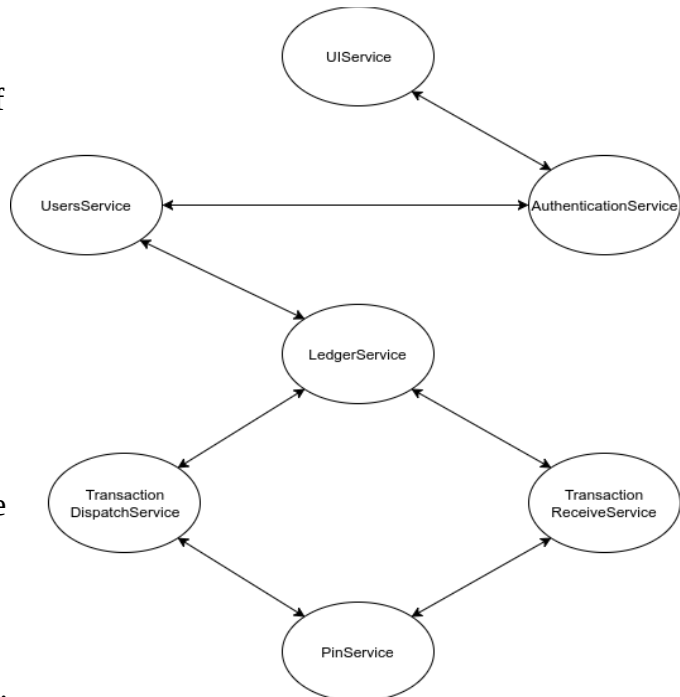 UIService
f
UsersService
AuthenticationService
LedgerService
Transaction
DispatchService
Transaction
ReceiveService
e
PinService